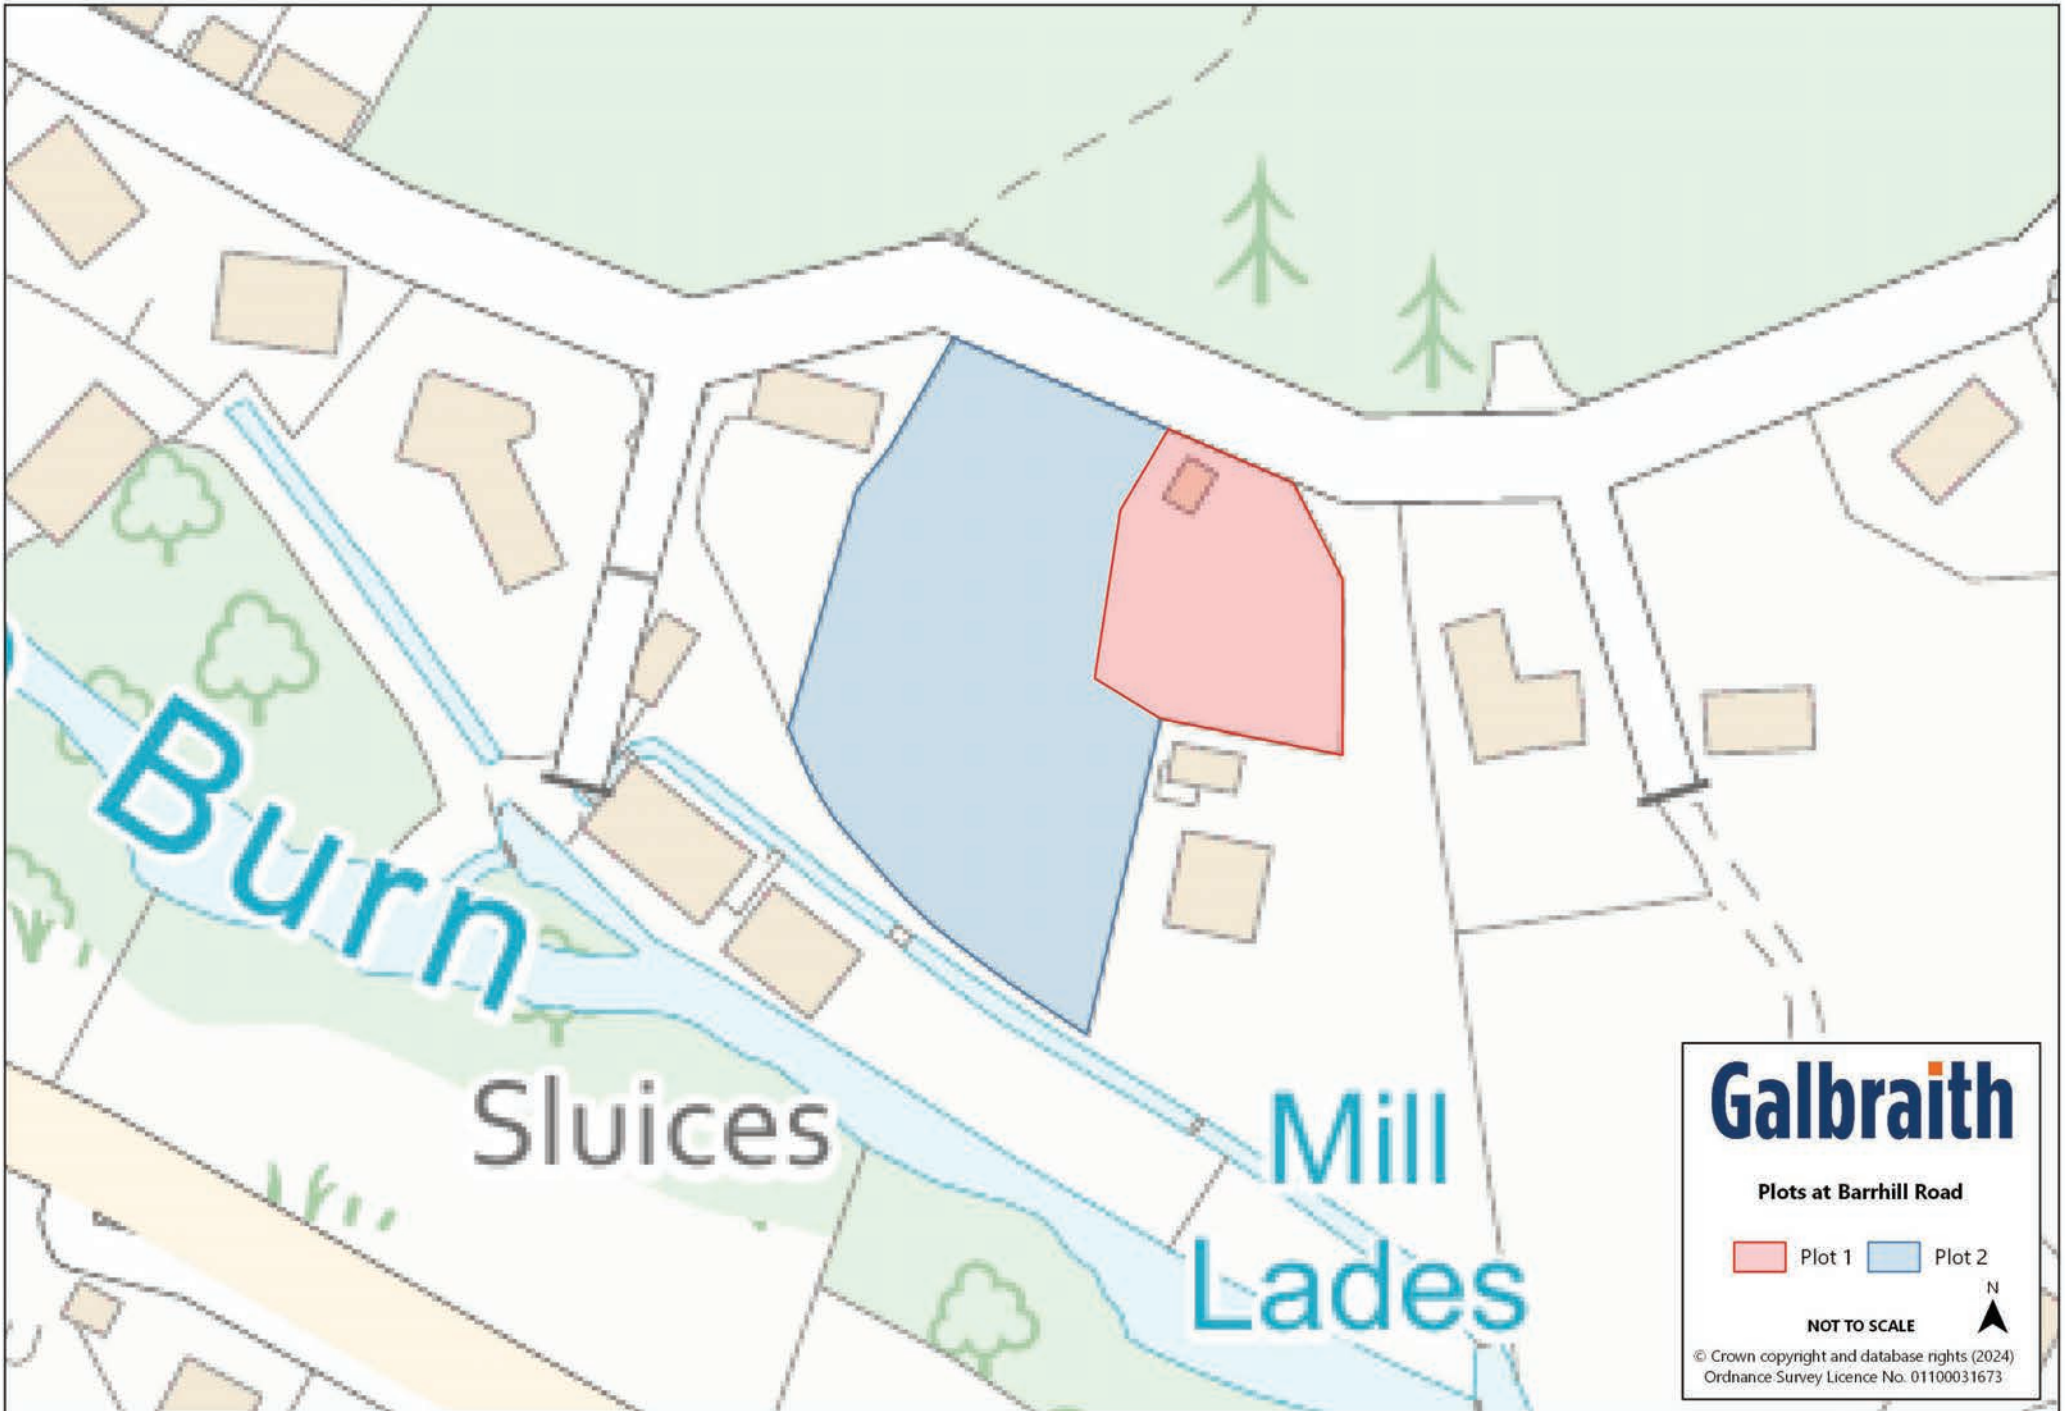 Burn
Sluices
Mill
Lades
Galbraith
Plots at Barrhill Road
Plot 1 Plot 2
N
NOT TO SCALE
© Crown copyright and database rights (2024)
Ordnance Survey Licence No. 01100031673